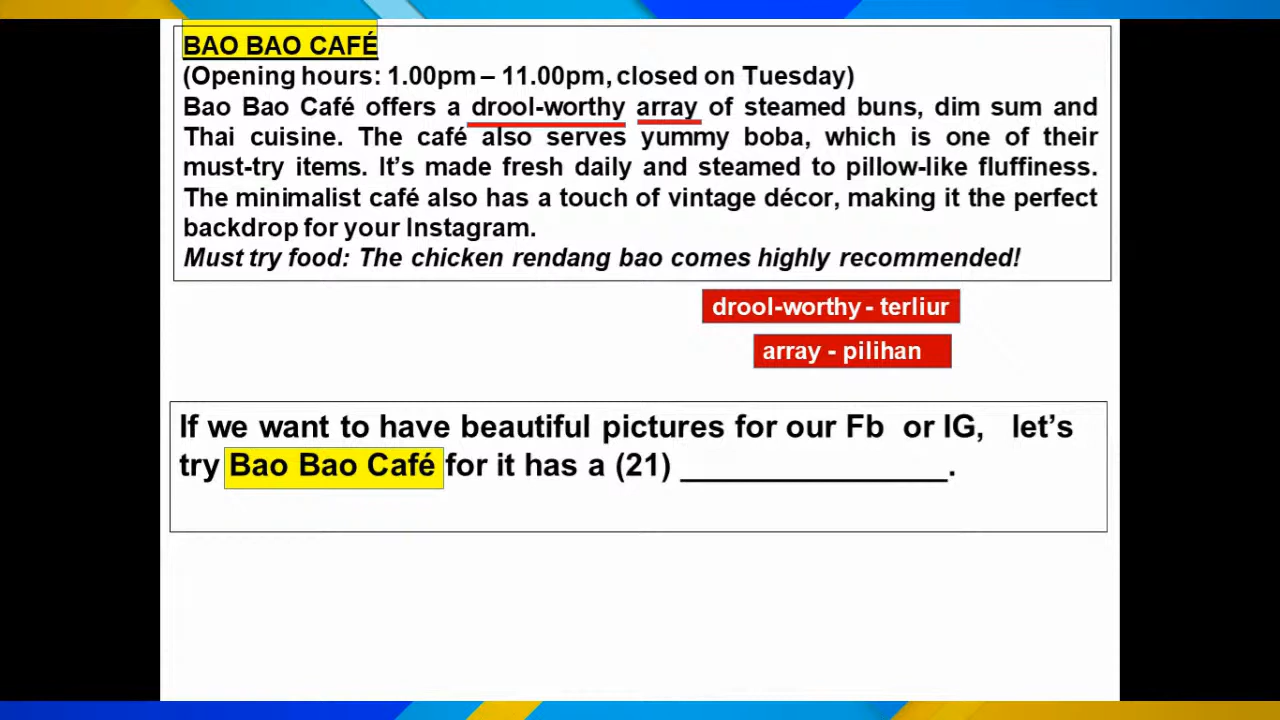 BAO BAO CAFÉ
(Opening hours: 1.00pm – 11.00pm, closed on Tuesday)
Bao Bao Café offers a drool-worthy array of steamed buns, dim sum and
Thai cuisine. The café also serves yummy boba, which is one of their
must-try items. It’s made fresh daily and steamed to pillow-like fluffiness.
The minimalist café also has a touch of vintage décor, making it the perfect
backdrop for your Instagram.
Must try food: The chicken rendang bao comes highly recommended!
drool-worthy - terliur
array - pilihan
If we want to have beautiful pictures for our Fb or IG, let’s
try Bao Bao Café for it has a (21) _______________.